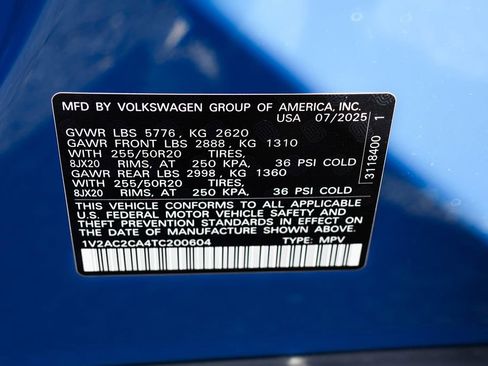 MFD BY VOLKSWAGEN GROUP OF AMERICA, INC.
USA 07/2025
GVWR LBS 5776, KG 2620
GAWR FRONT LBS 2888, KG 1310
WITH 255/50R20 TIRES,
8JX20 RIMS, AT 250 KPA, 36 PSI COLD
GAWR REAR LBS 2998, KG 1360
WITH 255/50R20 TIRES,
8JX20 RIMS, AT 250 KPA, 36 PSI COLD
THIS VEHICLE CONFORMS TO ALL APPLICABLE
U.S. FEDERAL MOTOR VEHICLE SAFETY AND
THEFT PREVENTION STANDARDS IN EFFECT
ON THE DATE OF MANUFACTURE SHOWN ABOVE.
1V2AC2CA4TC200604 TYPE: MPV
3118400 1